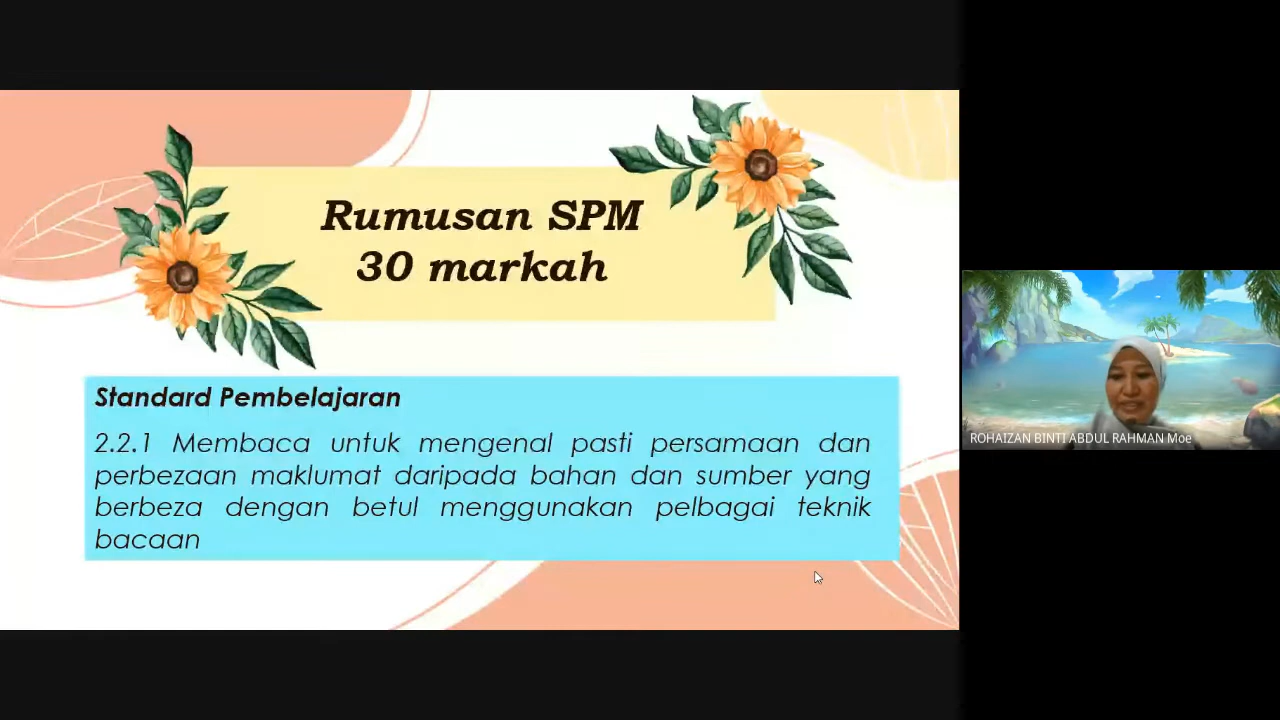 Rumusan SPM
30 markah
Standard Pembelajaran
2.2.1 Membaca untuk mengenal pasti persamaan dan
perbezaan maklumat daripada bahan dan sumber yang
berbeza dengan betul menggunakan pelbagai teknik
bacaan
ROHAIZAN BINTI ABDUL RAHMAN Moe